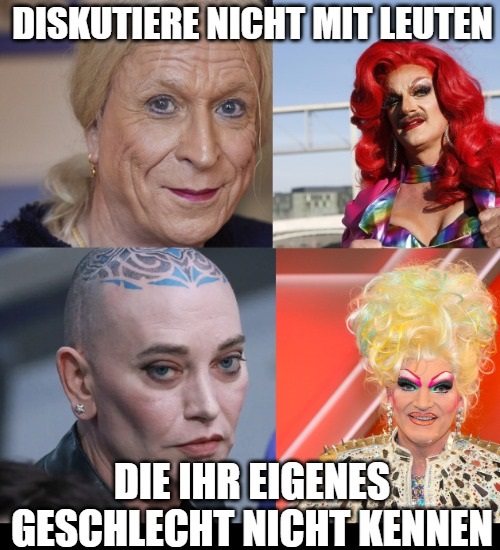 DISKUTIERE NICHT MIT LEUTEN
DIE IHR EIGENES
GESCHLECHT NICHT KENNEN